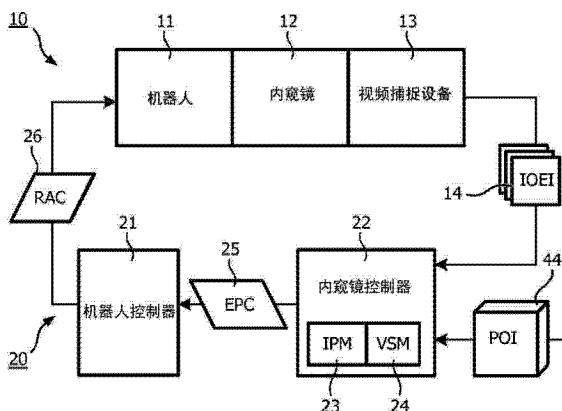 10
11
12
13
机器人
内窥镜
视频捕捉设备
26
RAC
14
IOEI
21
机器人控制器
25
EPC
22
内窥镜控制器
IPM
VSM
23
24
44
POI
20